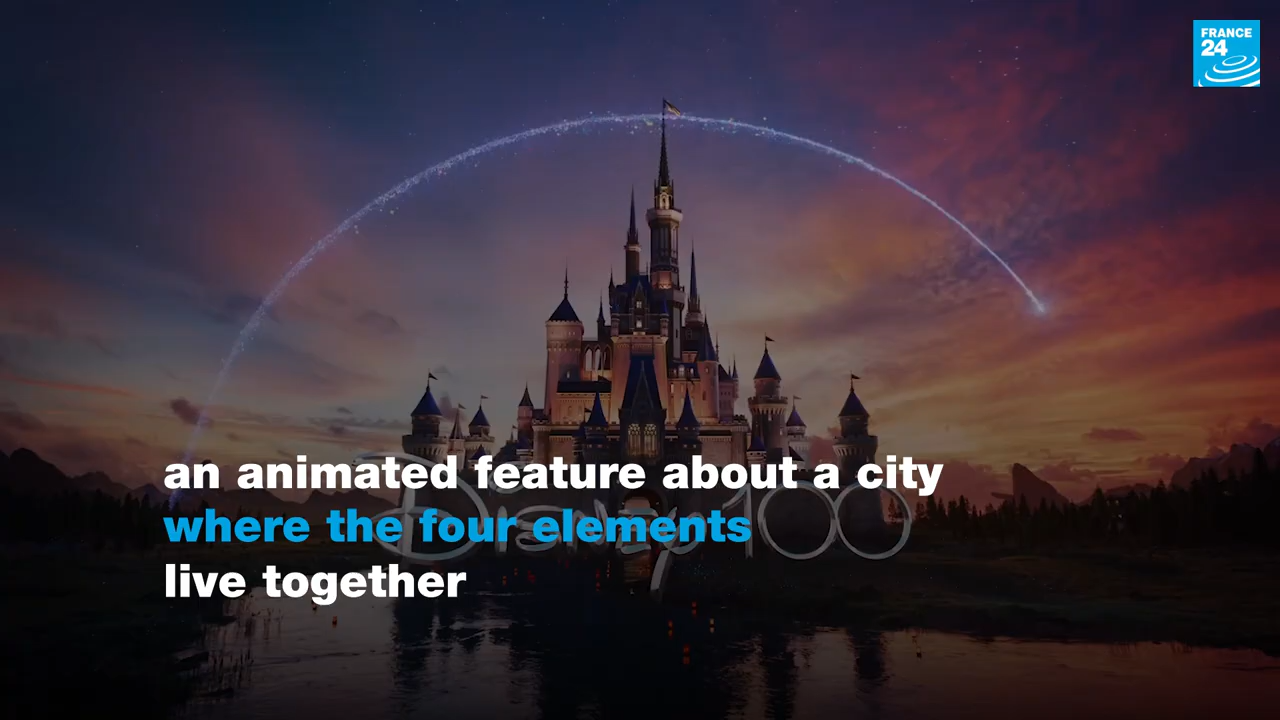 FRANCE
24
an animated feature about a city
where the four elements
live together
Disney100